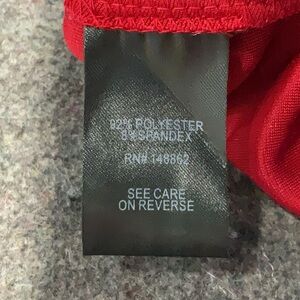 92% POLYESTER
8%SPANDEX
RN# 148862
SEE CARE
ON REVERSE